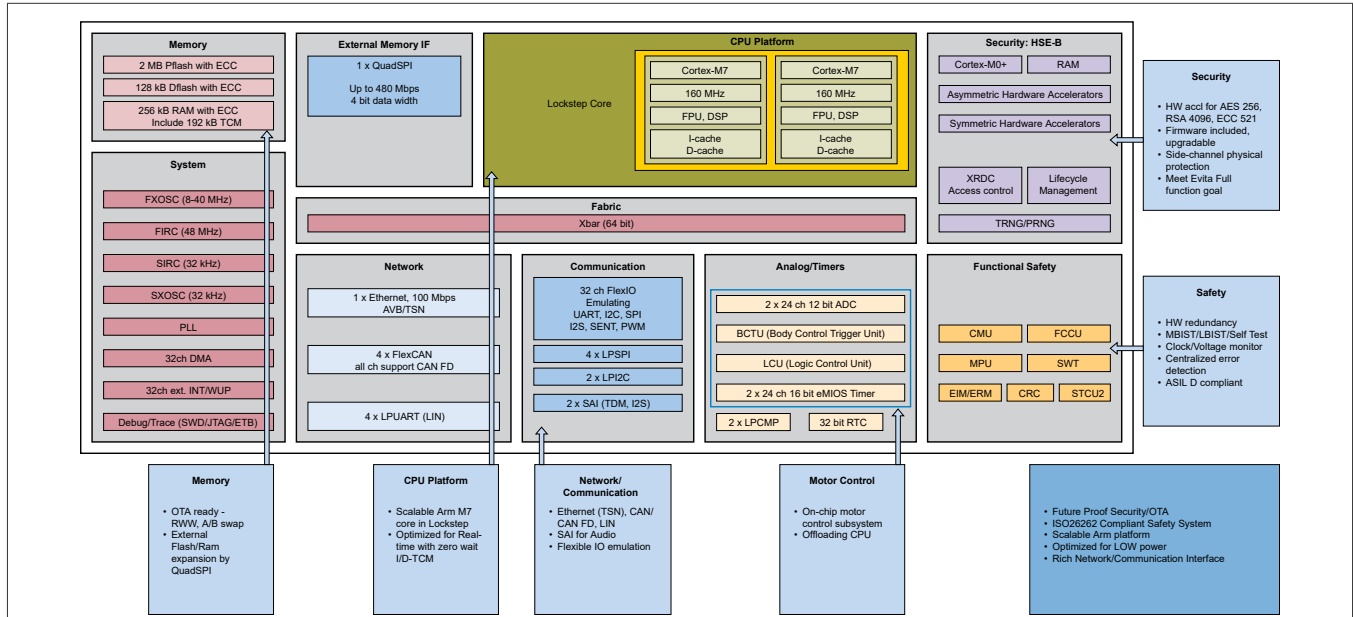 Memory
2 MB Pflash with ECC
128 kB Dflash with ECC
256 kB RAM with ECC
Include 192 kB TCM
System
FXOSC (8-40 MHz)
FIRC (48 MHz)
SIRC (32 kHz)
SXOSC (32 kHz)
PLL
32ch DMA
32ch ext. INT/WUP
Debug/Trace (SWD/JTAG/ETB)
External Memory IF
1 x QuadSPI
Up to 480 Mbps
4 bit data width
CPU Platform
Lockstep Core
Cortex-M7
160 MHz
FPU, DSP
I-cache
D-cache
Cortex-M7
160 MHz
FPU, DSP
I-cache
D-cache
Fabric
Xbar (64 bit)
Network
1 x Ethernet, 100 Mbps
AVB/TSN
4 x FlexCAN
all ch support CAN FD
4 x LPUART (LIN)
Communication
32 ch FlexIO
Emulating
UART, I2C, SPI
I2S, SENT, PWM
4 x LPSPI
2 x LPI2C
2 x SAI (TDM, I2S)
Analog/Timers
2 x 24 ch 12 bit ADC
BCTU (Body Control Trigger Unit)
LCU (Logic Control Unit)
2 x 24 ch 16 bit eMIOS Timer
2 x LPCMP
32 bit RTC
Security: HSE-B
Cortex-M0+
RAM
Asymmetric Hardware Accelerators
Symmetric Hardware Accelerators
XRDC
Access control
Lifecycle
Management
TRNG/PRNG
Functional Safety
CMU
FCCU
MPU
SWT
EIM/ERM
CRC
STCU2
Security
• HW accl for AES 256,
RSA 4096, ECC 521
• Firmware included,
upgradable
• Side-channel physical
protection
• Meet Evita Full
function goal
Safety
• HW redundancy
• MBIST/LBIST/Self Test
• Clock/Voltage monitor
• Centralized error
detection
• ASIL D compliant
Memory
• OTA ready -
RWW, A/B swap
• External
Flash/Ram
expansion by
QuadSPI
CPU Platform
• Scalable Arm M7
core in Lockstep
• Optimized for Real-
time with zero wait
I/D-TCM
Network/
Communication
• Ethernet (TSN), CAN/
CAN FD, LIN
• SAI for Audio
• Flexible IO emulation
Motor Control
• On-chip motor
control subsystem
• Offloading CPU
• Future Proof Security/OTA
• ISO26262 Compliant Safety System
• Scalable Arm platform
• Optimized for LOW power
• Rich Network/Communication Interface